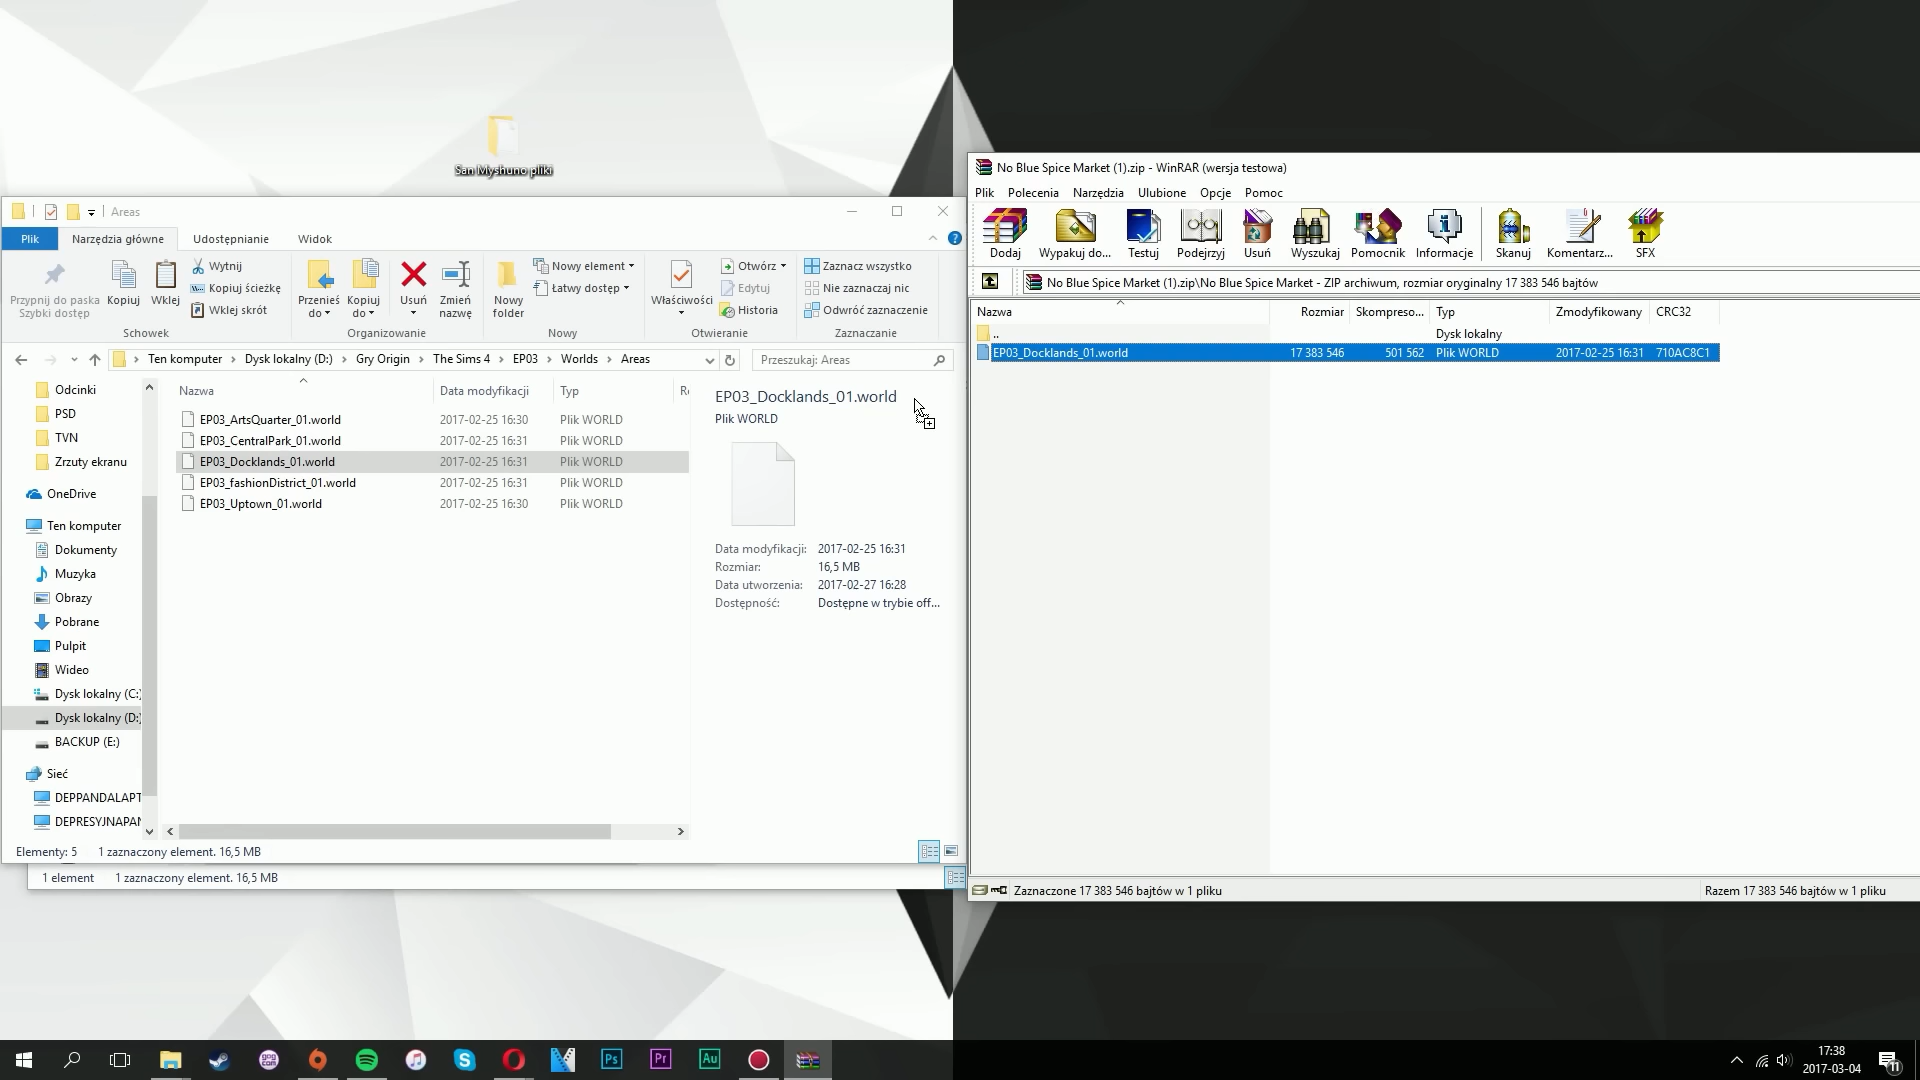 San Myshuno pliki
Areas
Plik
Narzędzia główne
Udostępnianie
Widok
Przypnij do paska
Szybki dostęp
Kopiuj
Wklej
Wytnij
Kopiuj ścieżkę
Wklej skrót
Schowek
Przenieś
do
Kopiuj
do
Usuń
Zmień
nazwę
Organizowanie
Nowy
folder
Nowy element
Łatwy dostęp
Nowy
Właściwości
Otwórz
Edytuj
Historia
Otwieranie
Zaznacz wszystko
Nie zaznaczaj nic
Odwróć zaznaczenie
Zaznaczanie
Ten komputer
Dysk lokalny (D:)
Gry Origin
The Sims 4
EP03
Worlds
Areas
Przeszukaj: Areas
Odcinki
PSD
TVN
Zrzuty ekranu
OneDrive
Ten komputer
Dokumenty
Muzyka
Obrazy
Pobrane
Pulpit
Wideo
Dysk lokalny (C:)
Dysk lokalny (D:)
BACKUP (E:)
Sieć
DEPPANDALAPT
DEPRESYJNAPAN
Nazwa Data modyfikacji Typ
EP03_ArtsQuarter_01.world 2017-02-25 16:30 Plik WORLD
EP03_CentralPark_01.world 2017-02-25 16:31 Plik WORLD
EP03_Docklands_01.world 2017-02-25 16:31 Plik WORLD
EP03_fashionDistrict_01.world 2017-02-25 16:31 Plik WORLD
EP03_Uptown_01.world 2017-02-25 16:30 Plik WORLD
EP03_Docklands_01.world
Plik WORLD
Data modyfikacji: 2017-02-25 16:31
Rozmiar: 16,5 MB
Data utworzenia: 2017-02-27 16:28
Dostępność: Dostępne w trybie off...
Elementy: 5 1 zaznaczony element. 16,5 MB
1 element 1 zaznaczony element. 16,5 MB
No Blue Spice Market (1).zip - WinRAR (wersja testowa)
Plik Polecenia Narzędzia Ulubione Opcje Pomoc
Dodaj Wypakuj do... Testuj Podejrzyj Usuń Wyszukaj Pomocnik Informacje Skanuj Komentarz... SFX
No Blue Spice Market (1).zip\No Blue Spice Market - ZIP archiwum, rozmiar oryginalny 17 383 546 bajtów
Nazwa Rozmiar Skompreso... Typ Zmodyfikowany CRC32
.. Dysk lokalny
EP03_Docklands_01.world 17 383 546 501 562 Plik WORLD 2017-02-25 16:31 710AC8C1
Zaznaczone 17 383 546 bajtów w 1 pliku
Razem 17 383 546 bajtów w 1 pliku
GOG
COM
Ps
Pr
Au
17:38
2017-03-04
11